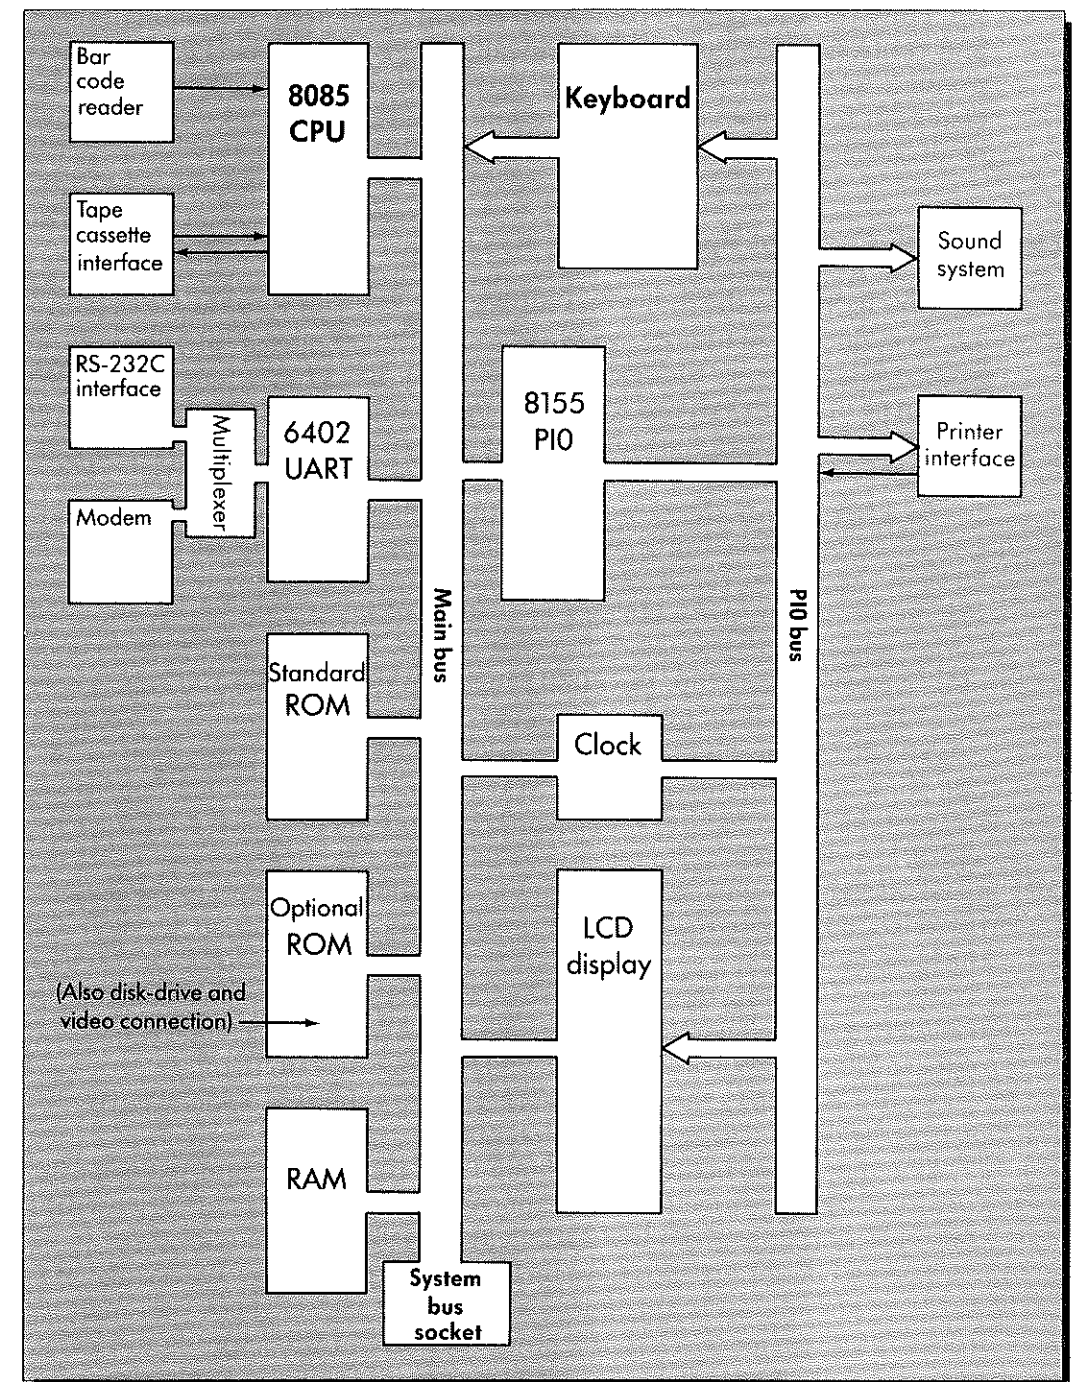 Bar
code
reader
8085
CPU
Keyboard
Tape
cassette
interface
Sound
system
RS-232C
interface
Multiplexer
6402
UART
8155
PIO
Printer
interface
Modem
Main bus
PIO bus
Standard
ROM
Clock
Optional
ROM
LCD
display
(Also disk-drive and
video connection)
RAM
System
bus
socket